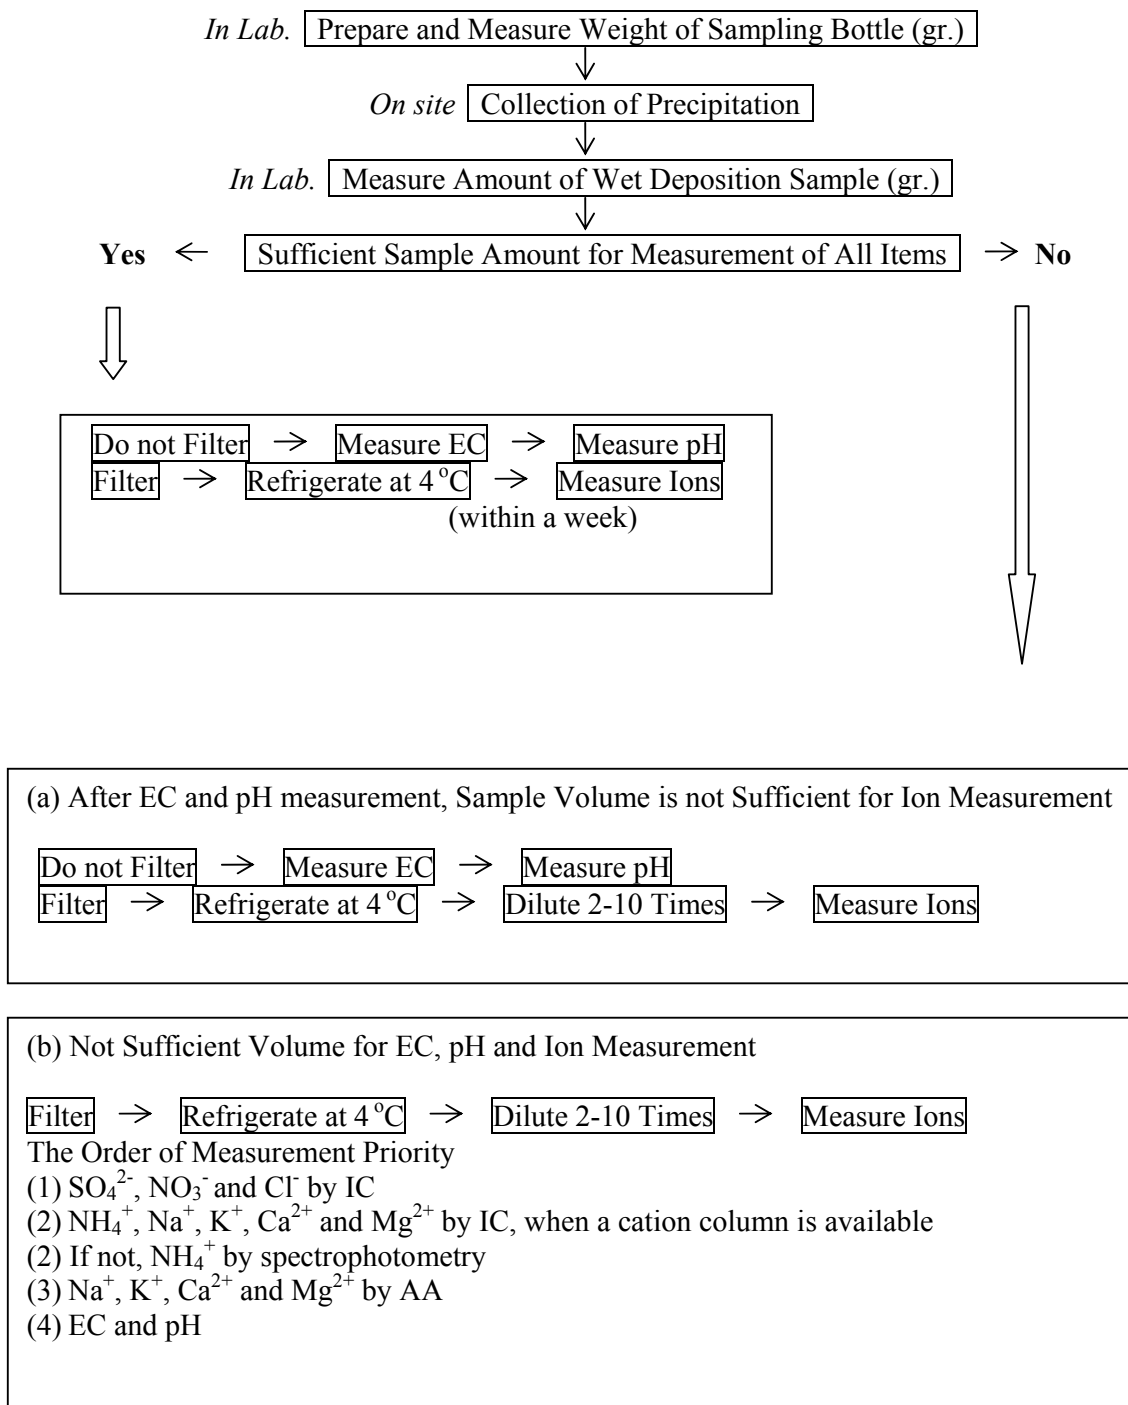 In Lab. Prepare and Measure Weight of Sampling Bottle (gr.)
On site Collection of Precipitation
In Lab. Measure Amount of Wet Deposition Sample (gr.)
Yes ← Sufficient Sample Amount for Measurement of All Items → No
Do not Filter → Measure EC → Measure pH
Filter → Refrigerate at 4 °C → Measure Ions
(within a week)
(a) After EC and pH measurement, Sample Volume is not Sufficient for Ion Measurement
Do not Filter → Measure EC → Measure pH
Filter → Refrigerate at 4 °C → Dilute 2-10 Times → Measure Ions
(b) Not Sufficient Volume for EC, pH and Ion Measurement
Filter → Refrigerate at 4 °C → Dilute 2-10 Times → Measure Ions
The Order of Measurement Priority
(1) SO₄²⁻, NO₃⁻ and Cl⁻ by IC
(2) NH₄⁺, Na⁺, K⁺, Ca²⁺ and Mg²⁺ by IC, when a cation column is available
(2) If not, NH₄⁺ by spectrophotometry
(3) Na⁺, K⁺, Ca²⁺ and Mg²⁺ by AA
(4) EC and pH